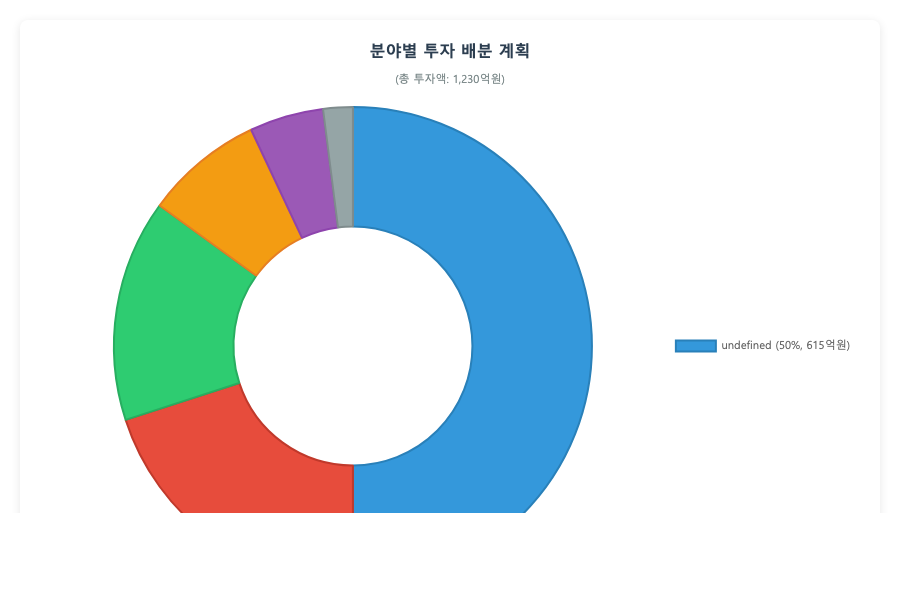 분야별 투자 배분 계획
(총 투자액: 1,230억원)
undefined (50%, 615억원)